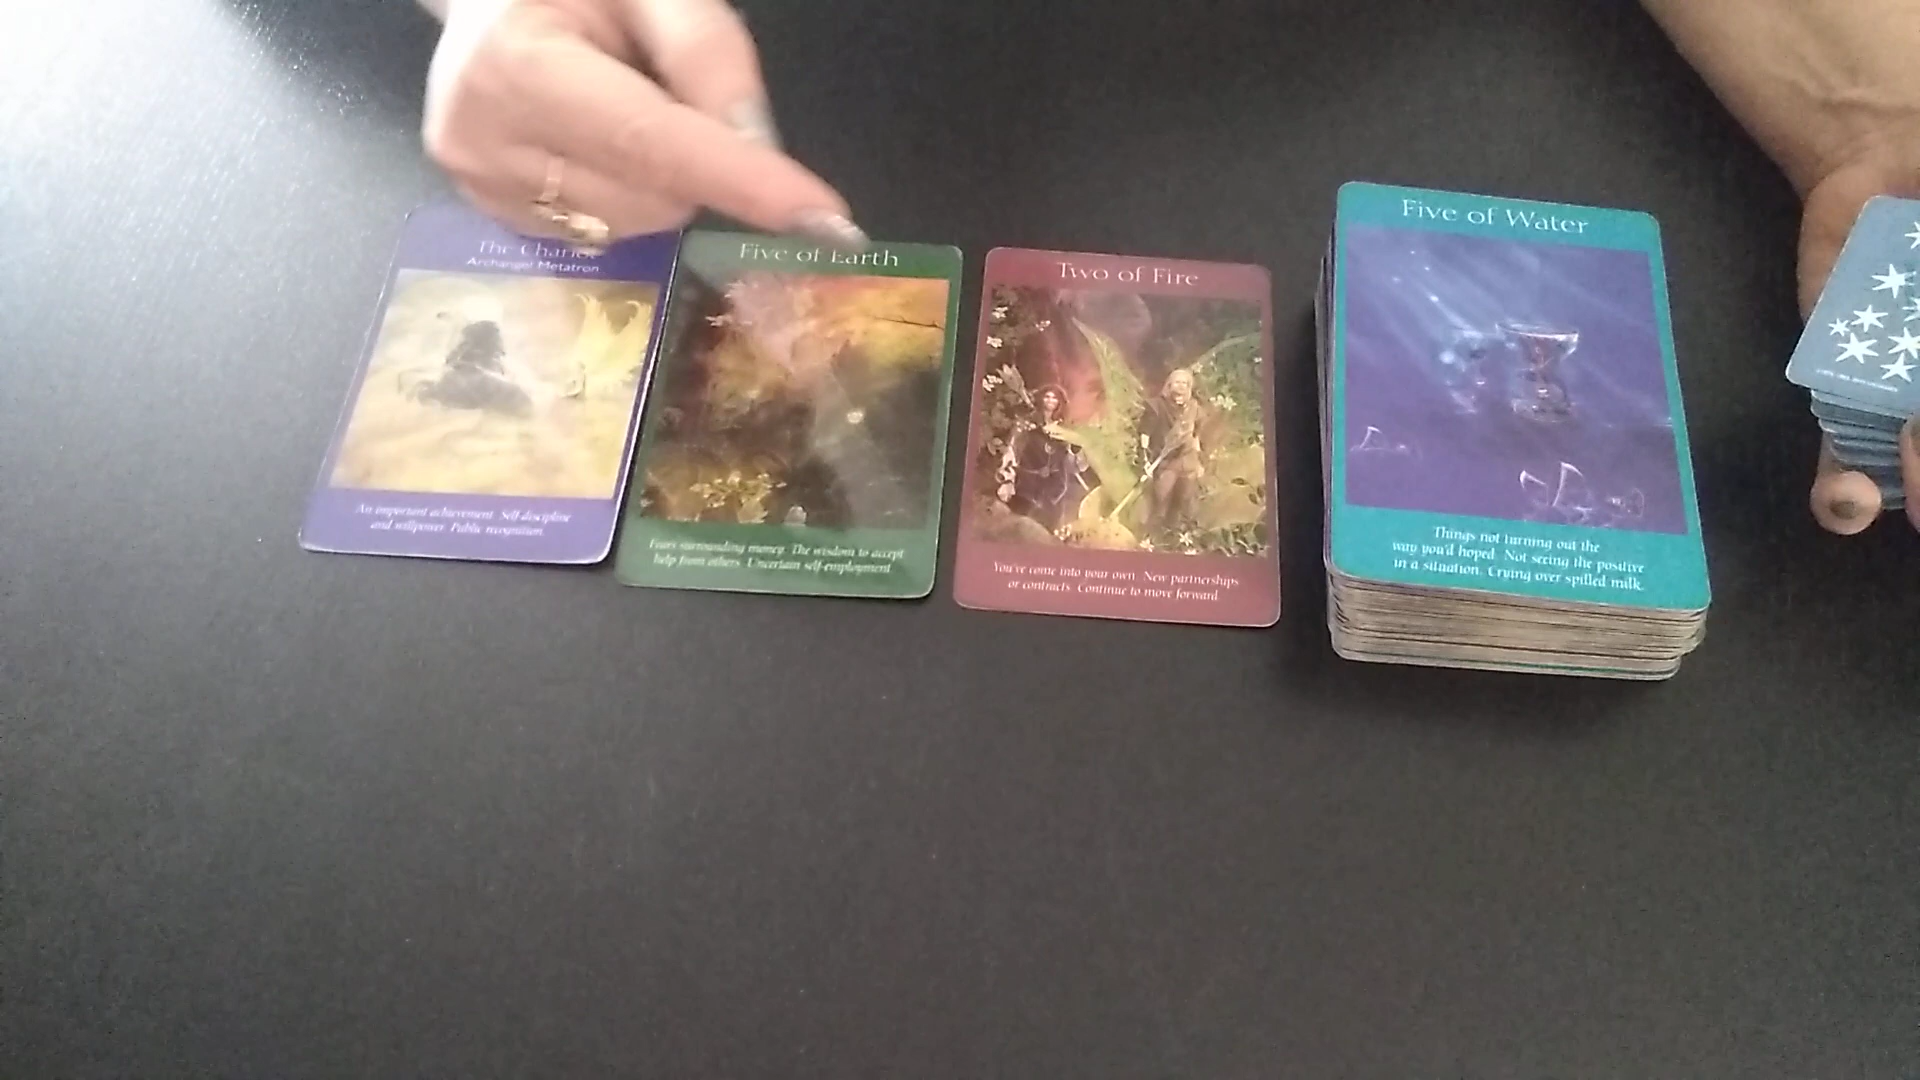 The Chariot
Archangel Metatron
An important achievement. Self-discipline
and willpower. Public recognition.
Five of Earth
Fears surrounding money. The wisdom to accept
help from others. Uncertain self-employment
Two of Fire
You've come into your own. New partnerships
or contracts. Continue to move forward.
Five of Water
Things not turning out the
way you'd hoped. Not seeing the positive
in a situation. Crying over spilled milk.